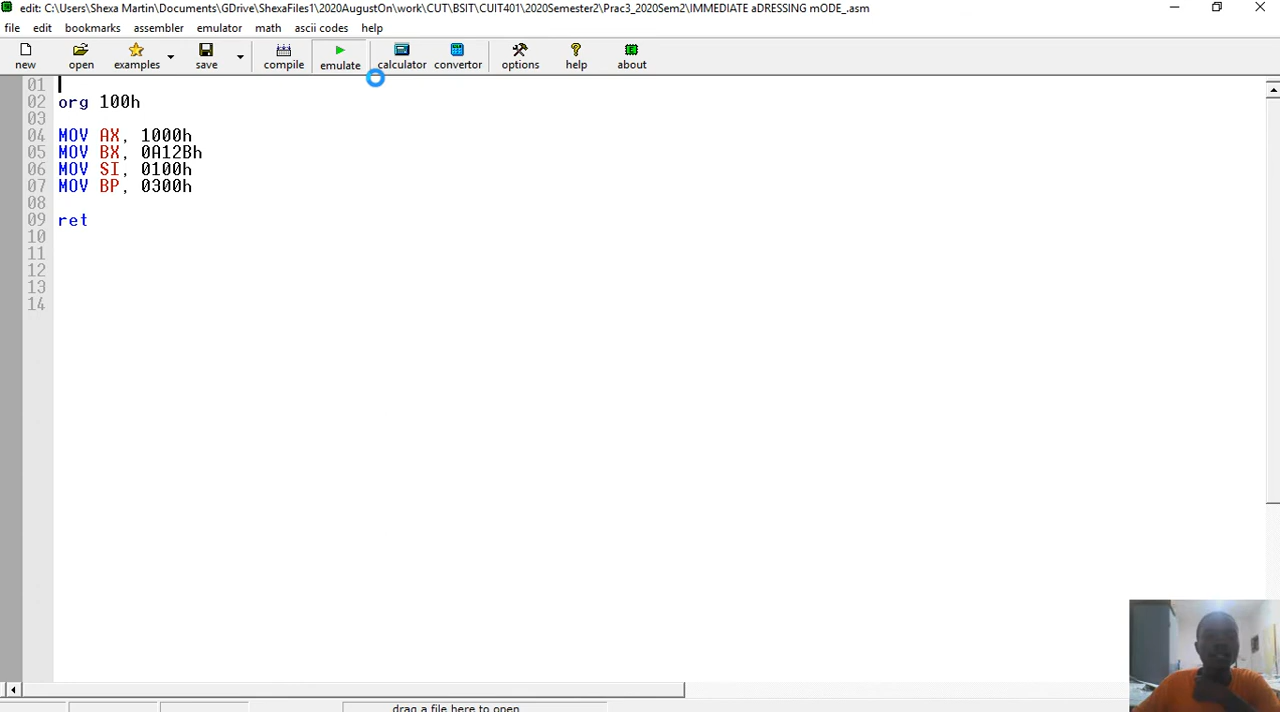 edit: C:\Users\Shexa Martin\Documents\GDrive\ShexaFiles1\2020AugustOn\work\CUT\BSIT\CUIT401\2020Semester2\Prac3_2020Sem2\IMMEDIATE aDRESSING mODE_.asm
file edit bookmarks assembler emulator math ascii codes help
new open examples save compile emulate calculator convertor options help about
01
02 org 100h
03
04 MOV AX, 1000h
05 MOV BX, 0A12Bh
06 MOV SI, 0100h
07 MOV BP, 0300h
08
09 ret
10
11
12
13
14
drag a file here to open